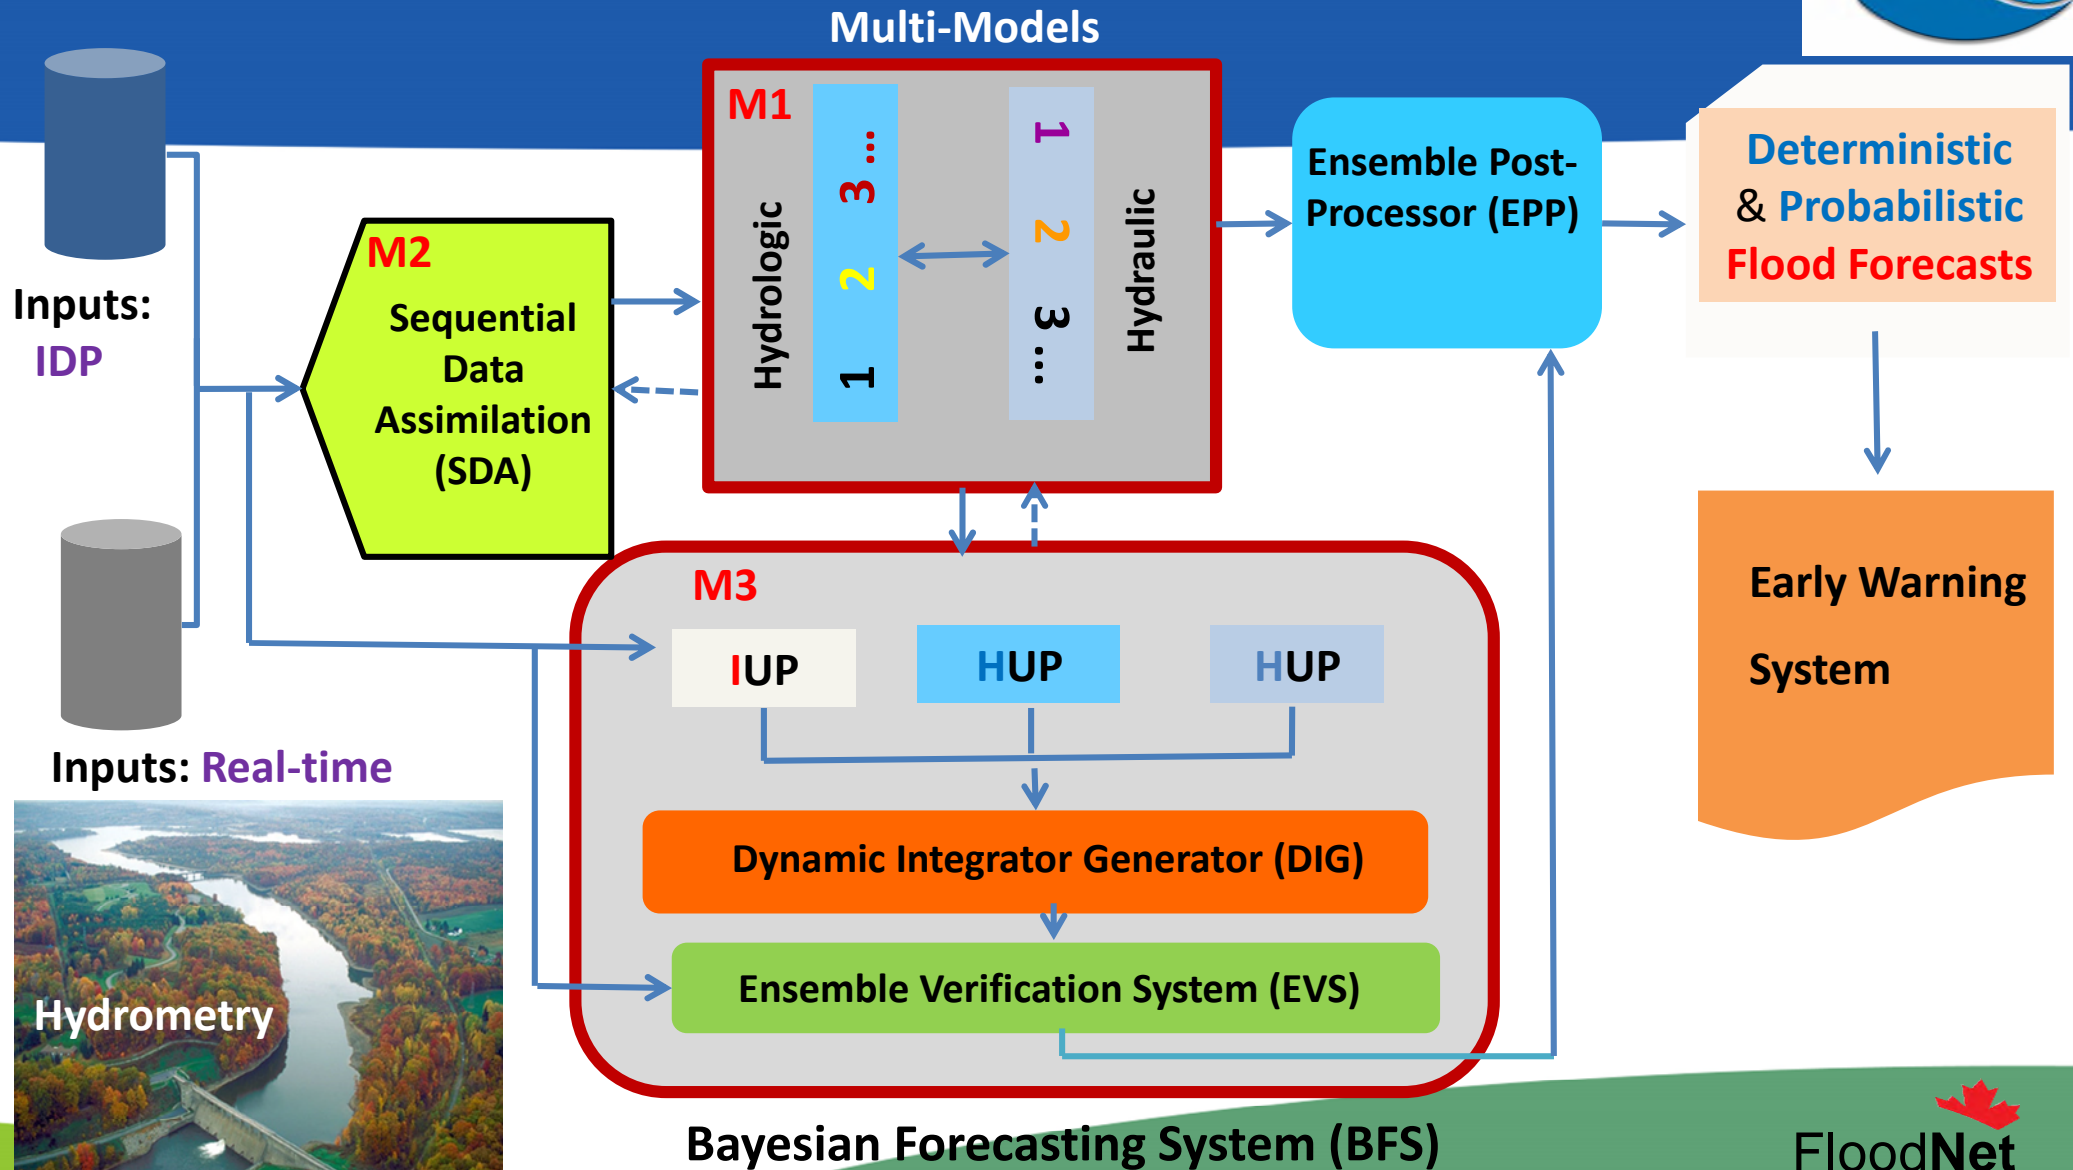 Multi-Models
M1
Hydrologic
1 2 3 ...
1 2 3 ...
Hydraulic
Inputs:
IDP
M2
Sequential
Data
Assimilation
(SDA)
Ensemble Post-
Processor (EPP)
Deterministic
& Probabilistic
Flood Forecasts
Early Warning
System
Inputs: Real-time
Hydrometry
M3
IUP
HUP
HUP
Dynamic Integrator Generator (DIG)
Ensemble Verification System (EVS)
Bayesian Forecasting System (BFS)
FloodNet